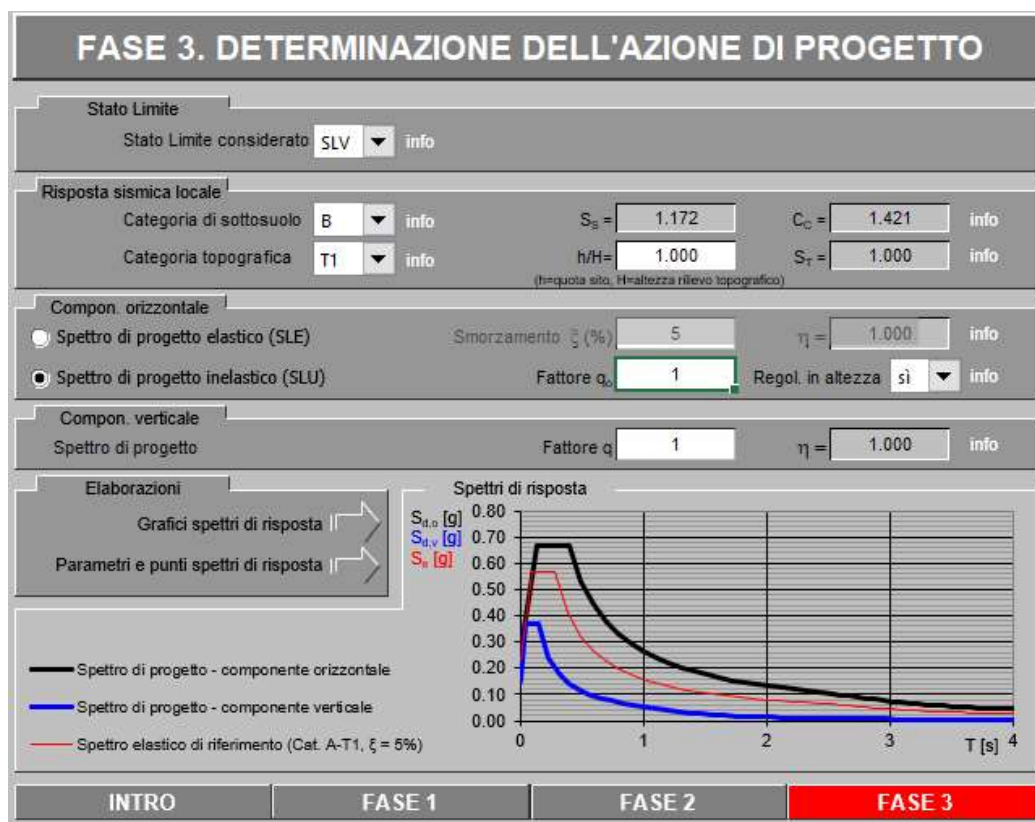 FASE 3. DETERMINAZIONE DELL'AZIONE DI PROGETTO
Stato Limite
Stato Limite considerato SLV info
Risposta sismica locale
Categoria di sottosuolo B info SS = 1.172 CC = 1.421 info
Categoria topografica T1 info h/H= 1.000 ST = 1.000 info
(h=quota sito, H=altezza rilievo topografico)
Compon. orizzontale
Spettro di progetto elastico (SLE) Smorzamento ξ (%) 5 η = 1.000 info
Spettro di progetto inelastico (SLU) Fattore qo 1 Regol. in altezza sì info
Compon. verticale
Spettro di progetto Fattore q 1 η = 1.000 info
Elaborazioni
Grafici spettri di risposta
Parametri e punti spettri di risposta
Spettri di risposta
Sd,o [g]
Sd,v [g]
Se [g]
0.80
0.70
0.60
0.50
0.40
0.30
0.20
0.10
0.00
0 1 2 3 T [s] 4
Spettro di progetto - componente orizzontale
Spettro di progetto - componente verticale
Spettro elastico di riferimento (Cat. A-T1, ξ = 5%)
INTRO FASE 1 FASE 2 FASE 3